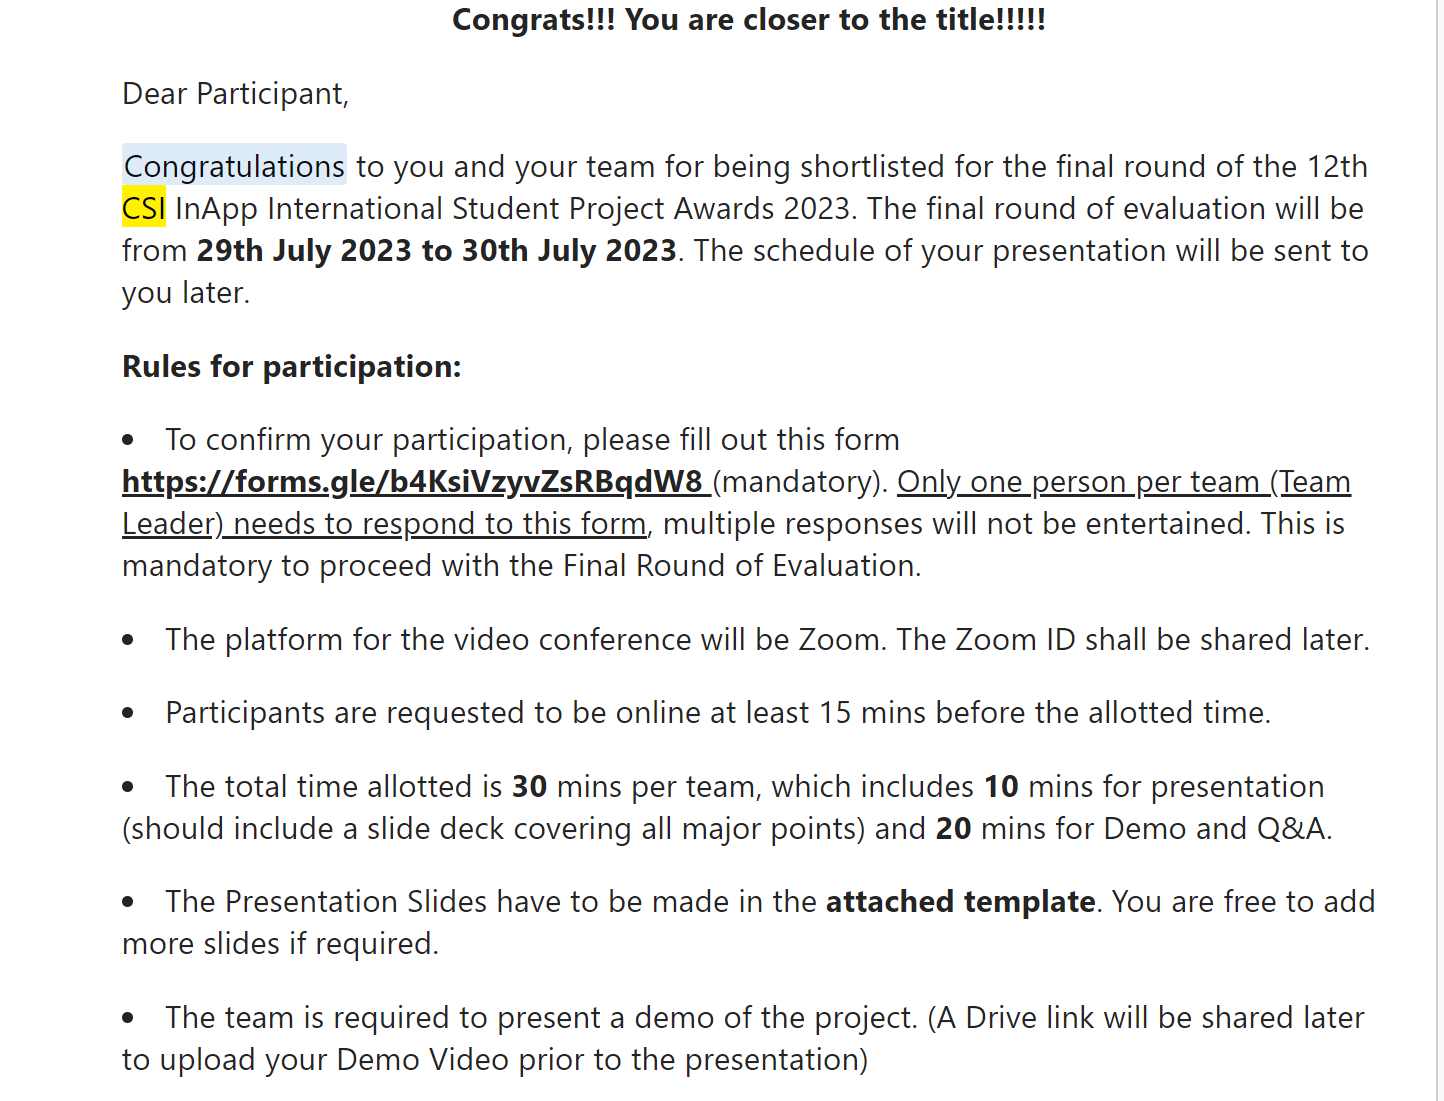 Congrats!!! You are closer to the title!!!!!
Dear Participant,
Congratulations to you and your team for being shortlisted for the final round of the 12th
CSI InApp International Student Project Awards 2023. The final round of evaluation will be
from 29th July 2023 to 30th July 2023. The schedule of your presentation will be sent to
you later.
Rules for participation:
• To confirm your participation, please fill out this form
https://forms.gle/b4KsiVzyvZsRBqdW8 (mandatory). Only one person per team (Team
Leader) needs to respond to this form, multiple responses will not be entertained. This is
mandatory to proceed with the Final Round of Evaluation.
• The platform for the video conference will be Zoom. The Zoom ID shall be shared later.
• Participants are requested to be online at least 15 mins before the allotted time.
• The total time allotted is 30 mins per team, which includes 10 mins for presentation
(should include a slide deck covering all major points) and 20 mins for Demo and Q&A.
• The Presentation Slides have to be made in the attached template. You are free to add
more slides if required.
• The team is required to present a demo of the project. (A Drive link will be shared later
to upload your Demo Video prior to the presentation)